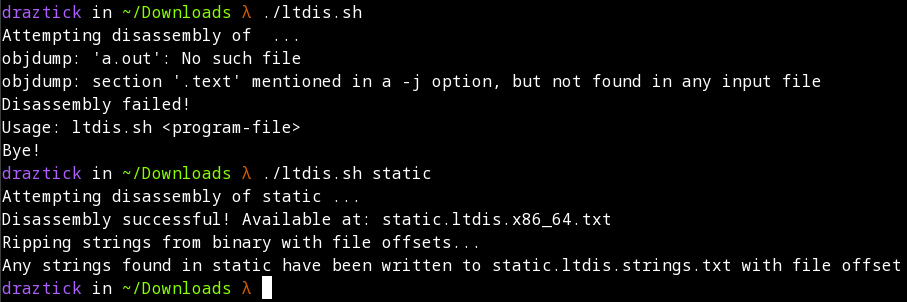 draztick in ~/Downloads λ ./ltdis.sh
Attempting disassembly of  ...
objdump: 'a.out': No such file
objdump: section '.text' mentioned in a -j option, but not found in any input file
Disassembly failed!
Usage: ltdis.sh <program-file>
Bye!
draztick in ~/Downloads λ ./ltdis.sh static
Attempting disassembly of static ...
Disassembly successful! Available at: static.ltdis.x86_64.txt
Ripping strings from binary with file offsets...
Any strings found in static have been written to static.ltdis.strings.txt with file offset
draztick in ~/Downloads λ